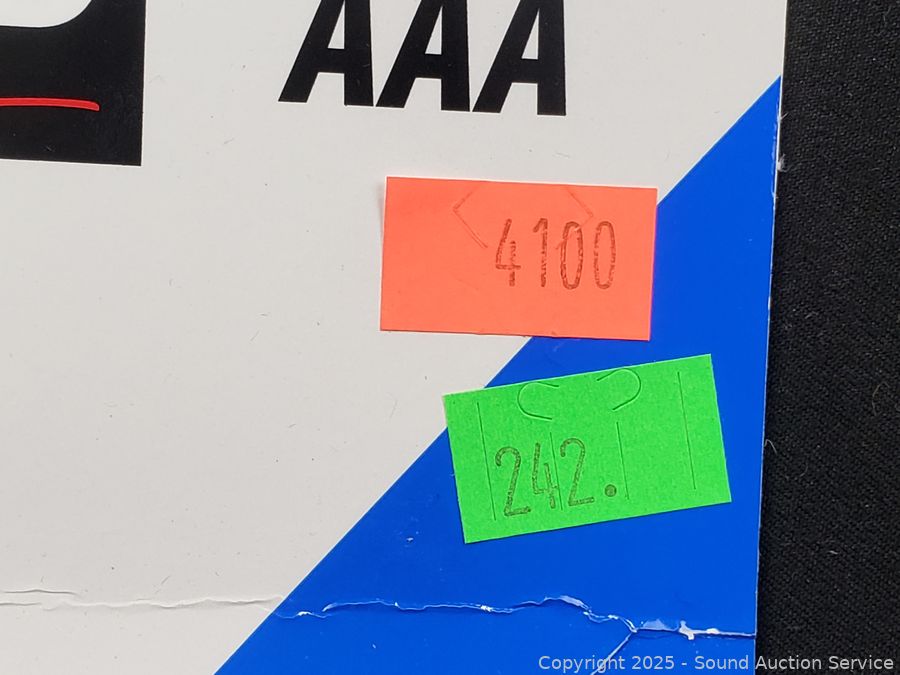 AAA
4100
242.
Copyright 2025 - Sound Auction Service